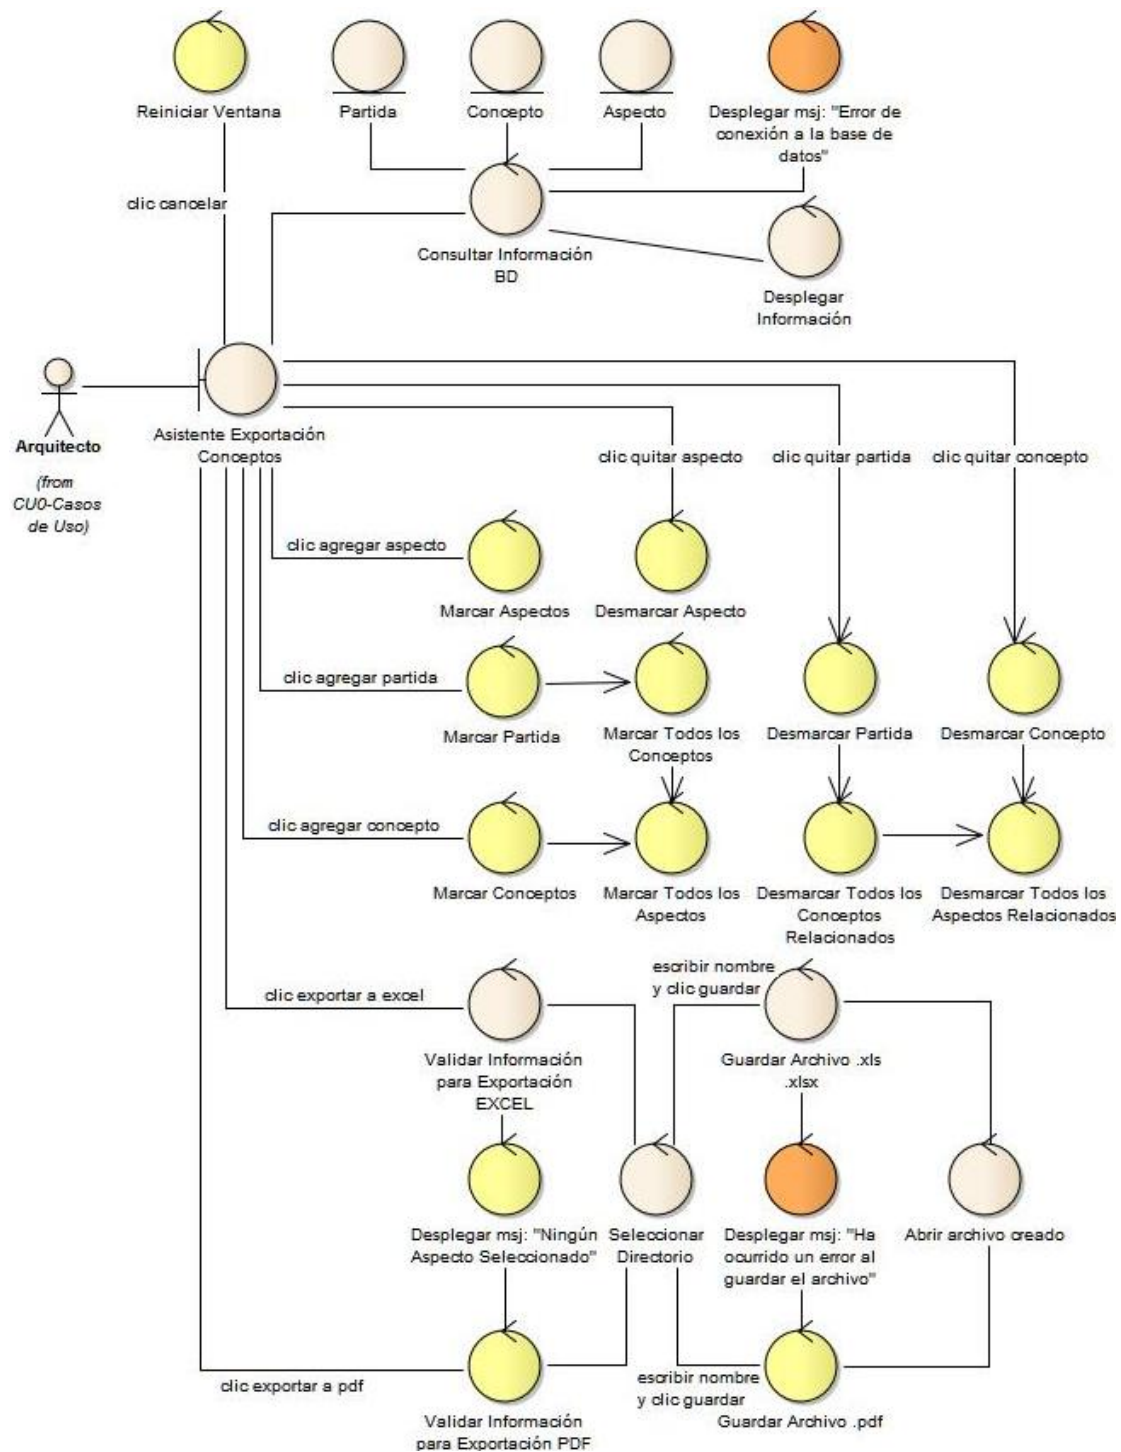 Reiniciar Ventana
Partida
Concepto
Aspecto
Desplegar msj: "Error de
conexión a la base de
datos"
clic cancelar
Consultar Información
BD
Desplegar
Información
Arquitecto
(from
CU0-Casos
de Uso)
Asistente Exportación
Conceptos
clic quitar aspecto
clic quitar partida
clic quitar concepto
clic agregar aspecto
Marcar Aspectos
Desmarcar Aspecto
clic agregar partida
Marcar Partida
Marcar Todos los
Conceptos
Desmarcar Partida
Desmarcar Concepto
clic agregar concepto
Marcar Conceptos
Marcar Todos los
Aspectos
Desmarcar Todos los
Conceptos
Relacionados
Desmarcar Todos los
Aspectos Relacionados
clic exportar a excel
escribir nombre
y clic guardar
Validar Información
para Exportación
EXCEL
Guardar Archivo .xls
.xlsx
Desplegar msj: "Ningún
Aspecto Seleccionado"
Seleccionar
Directorio
Desplegar msj: "Ha
ocurrido un error al
guardar el archivo"
Abrir archivo creado
clic exportar a pdf
escribir nombre
y clic guardar
Validar Información
para Exportación PDF
Guardar Archivo .pdf